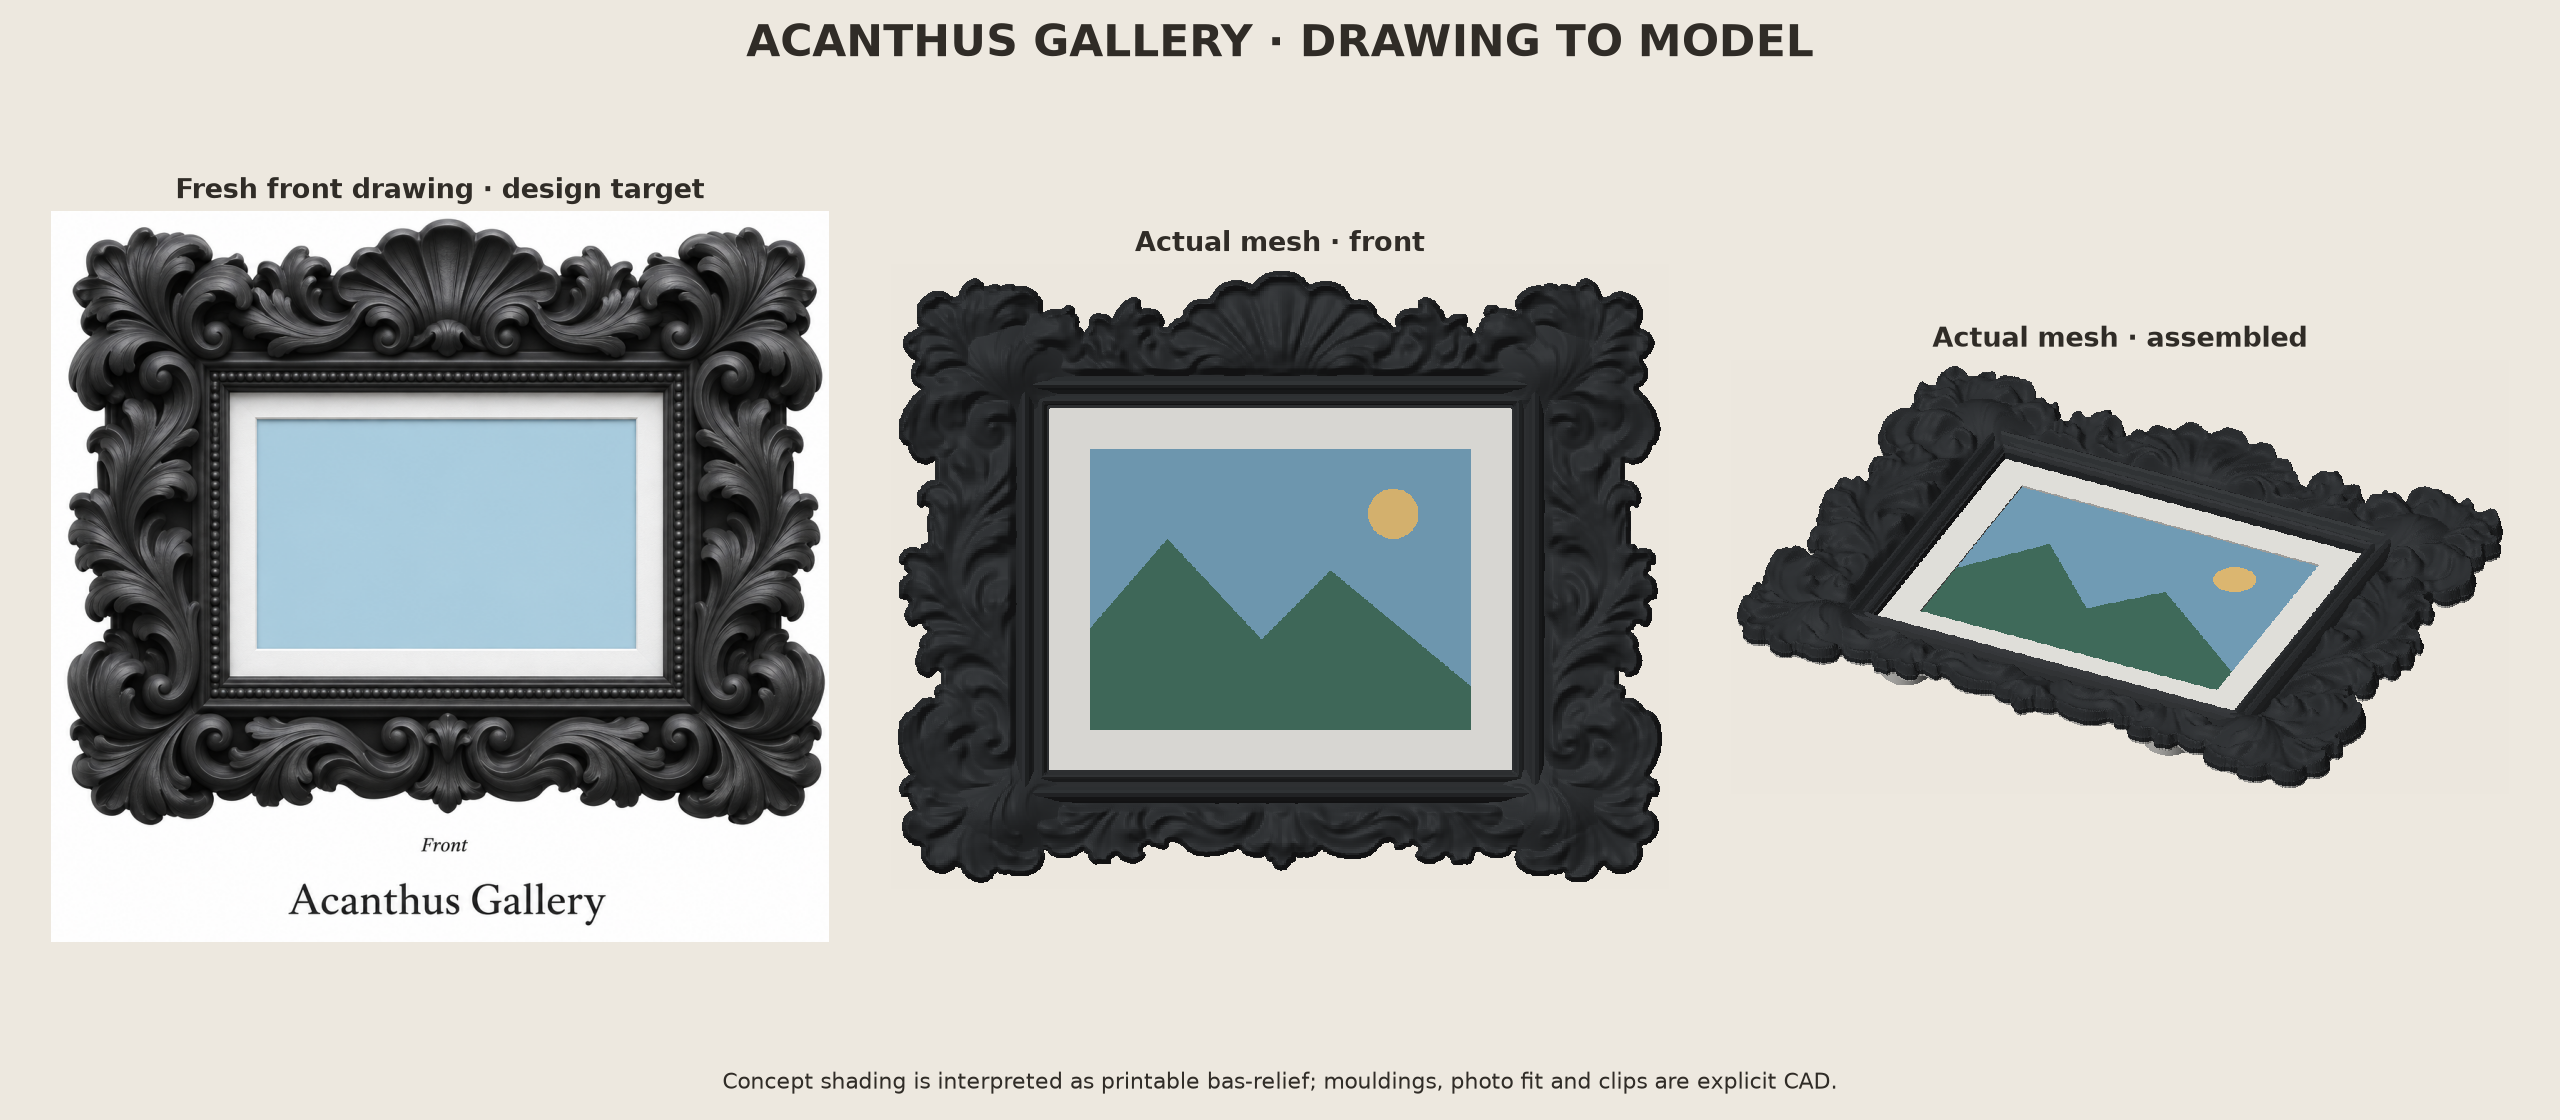 ACANTHUS GALLERY · DRAWING TO MODEL
Fresh front drawing · design target
Actual mesh · front
Actual mesh · assembled
Front
Acanthus Gallery
Concept shading is interpreted as printable bas-relief; mouldings, photo fit and clips are explicit CAD.